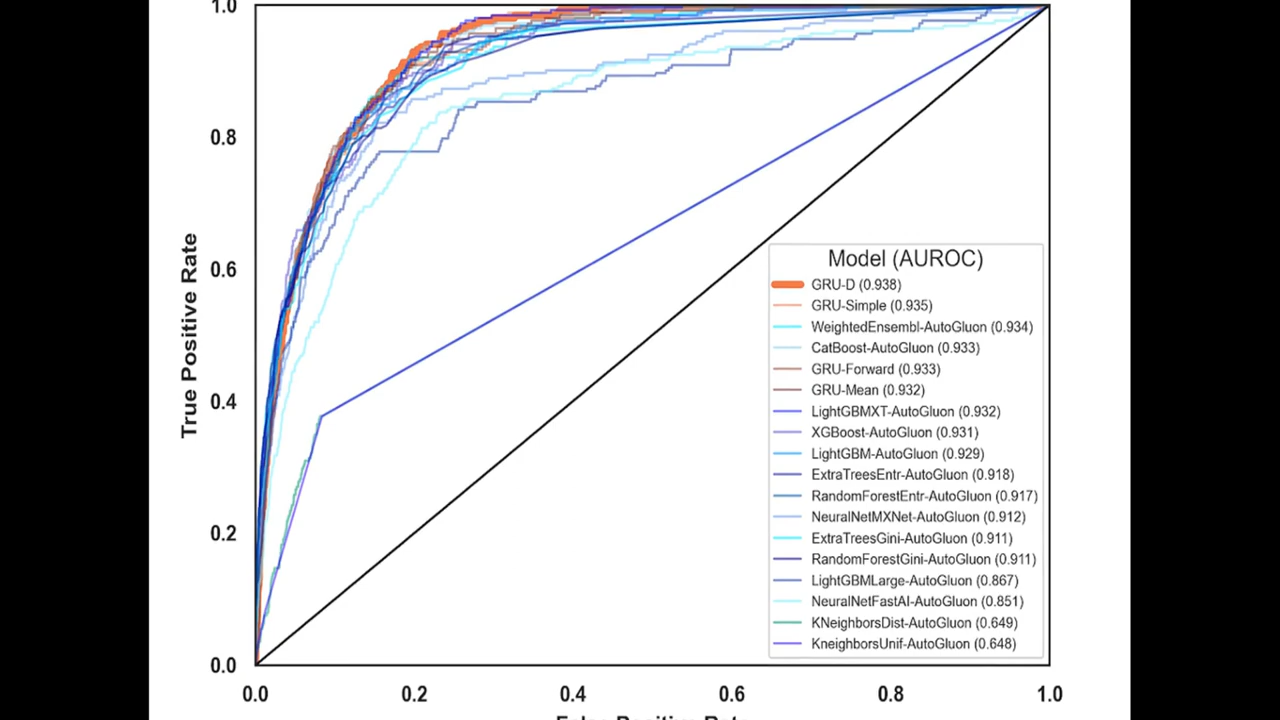 1.0
0.8
0.6
0.4
0.2
0.0
True Positive Rate
Model (AUROC)
GRU-D (0.938)
GRU-Simple (0.935)
WeightedEnsembl-AutoGluon (0.934)
CatBoost-AutoGluon (0.933)
GRU-Forward (0.933)
GRU-Mean (0.932)
LightGBMXT-AutoGluon (0.932)
XGBoost-AutoGluon (0.931)
LightGBM-AutoGluon (0.929)
ExtraTreesEntr-AutoGluon (0.918)
RandomForestEntr-AutoGluon (0.917)
NeuralNetMXNet-AutoGluon (0.912)
ExtraTreesGini-AutoGluon (0.911)
RandomForestGini-AutoGluon (0.911)
LightGBMLarge-AutoGluon (0.867)
NeuralNetFastAI-AutoGluon (0.851)
KNeighborsDist-AutoGluon (0.649)
KneighborsUnif-AutoGluon (0.648)
0.0 0.2 0.4 0.6 0.8 1.0
False Positive Rate